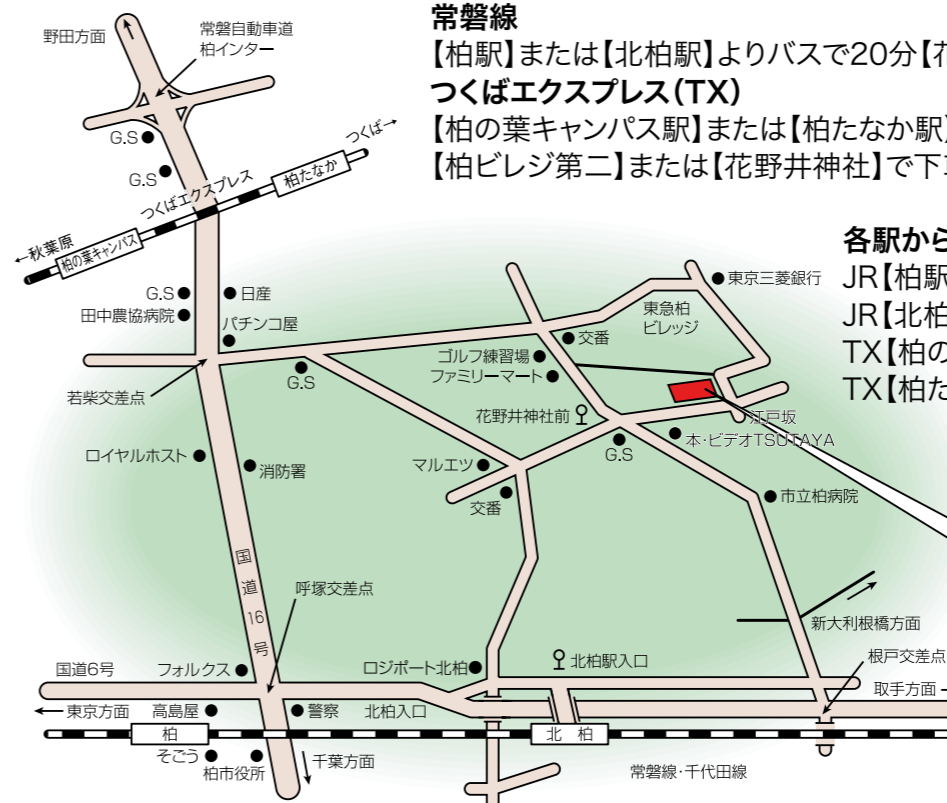 常磐線
【柏駅】または【北柏駅】よりバスで20分【花
つくばエクスプレス(TX)
【柏の葉キャンパス駅】または【柏たなか駅】
【柏ビレジ第二】または【花野井神社】で下
各駅から
JR【柏駅
JR【北柏
TX【柏の
TX【柏た
野田方面
常磐自動車道
柏インター
G.S
G.S
つくば→
柏たなか
つくばエクスプレス
柏の葉キャンパス
←秋葉原
G.S
日産
田中農協病院
パチンコ屋
G.S
若柴交差点
東京三菱銀行
東急柏
ビレッジ
交番
ゴルフ練習場
ファミリーマート
花野井神社前
江戸坂
本・ビデオTSUTAYA
G.S
ロイヤルホスト
消防署
マルエツ
交番
市立柏病院
国道16号
呼塚交差点
新大利根橋方面
国道6号
フォルクス
ロジポート北柏
北柏駅入口
根戸交差点
取手方面
←東京方面
高島屋
警察
北柏入口
柏
北 柏
そごう
柏市役所
千葉方面
常磐線・千代田線